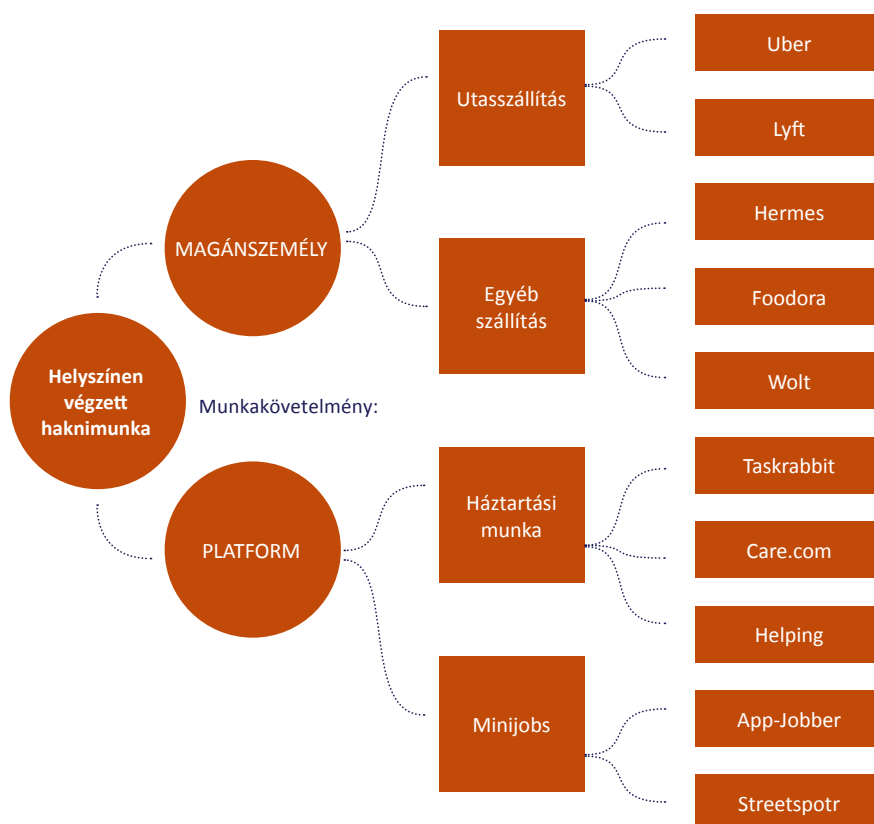 Helyszínen
végzett
haknimunka
Munkakövetelmény:
MAGÁNSZEMÉLY
PLATFORM
Utasszállítás
Egyéb
szállítás
Háztartási
munka
Minijobs
Uber
Lyft
Hermes
Foodora
Wolt
Taskrabbit
Care.com
Helping
App-Jobber
Streetspotr